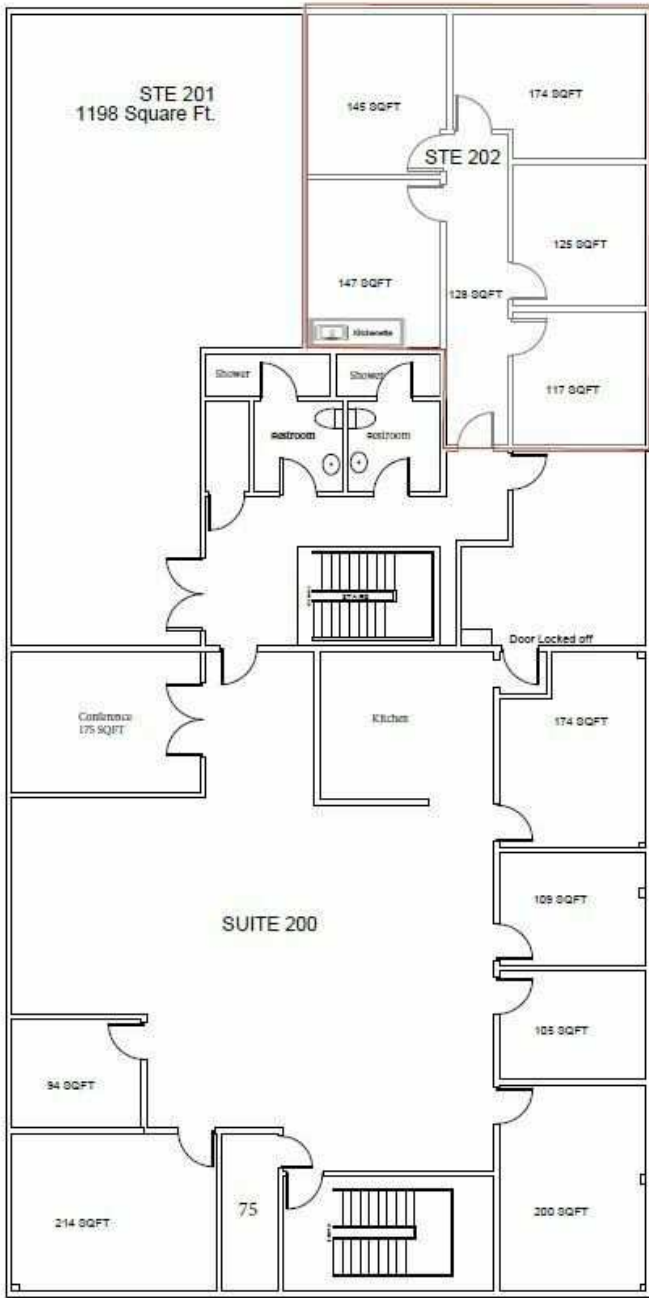 STE 201
1198 Square Ft.
145 SQFT
174 SQFT
STE 202
125 SQFT
147 SQFT
128 SQFT
Kitchenette
117 SQFT
Shower
Shower
Restroom
Restroom
STAIRS
Door Locked off
Conference
175 SQFT
Kitchen
174 SQFT
109 SQFT
SUITE 200
105 SQFT
94 SQFT
75
214 SQFT
200 SQFT